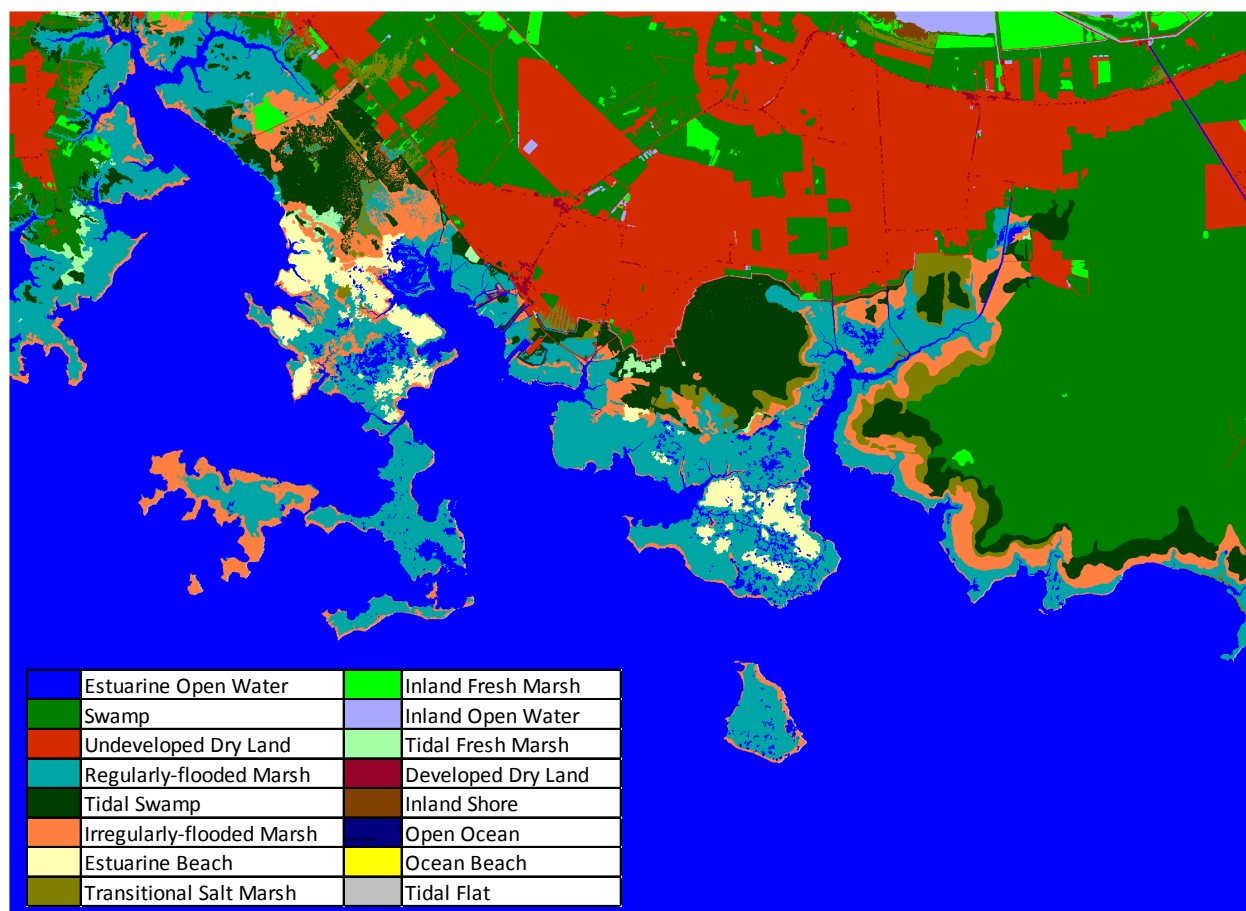 Estuarine Open Water Inland Fresh Marsh
Swamp Inland Open Water
Undeveloped Dry Land Tidal Fresh Marsh
Regularly-flooded Marsh Developed Dry Land
Tidal Swamp Inland Shore
Irregularly-flooded Marsh Open Ocean
Estuarine Beach Ocean Beach
Transitional Salt Marsh Tidal Flat